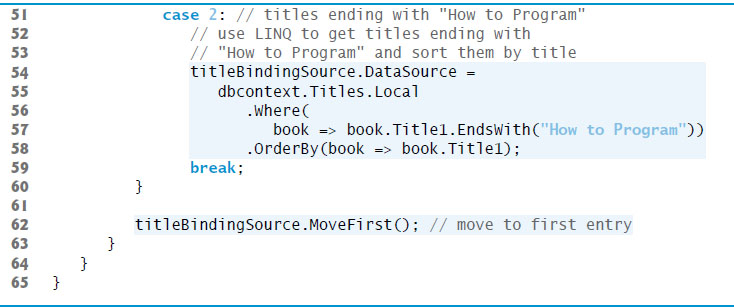 51 case 2: // titles ending with "How to Program"
52 // use LINQ to get titles ending with
53 // "How to Program" and sort them by title
54 titleBindingSource.DataSource =
55 dbcontext.Titles.Local
56 .Where(
57 book => book.Title1.EndsWith("How to Program"))
58 .OrderBy(book => book.Title1);
59 break;
60 }
61
62 titleBindingSource.MoveFirst(); // move to first entry
63 }
64 }
65 }